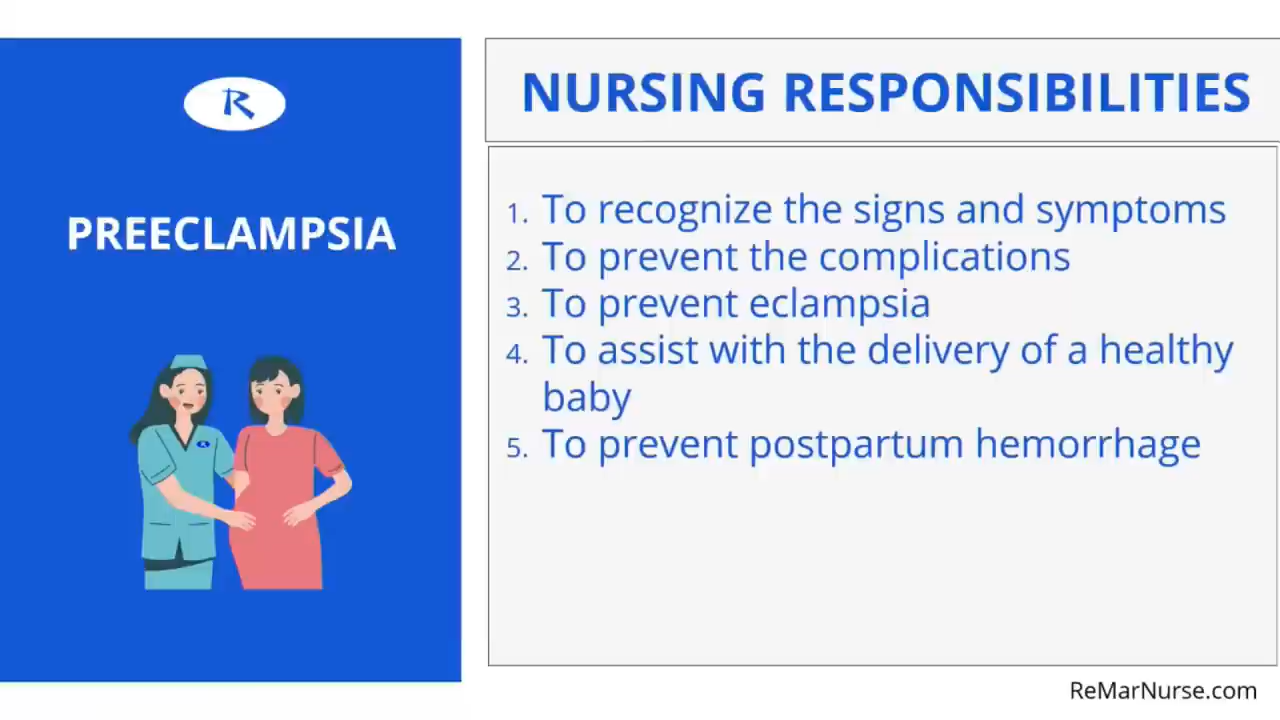 R
PREECLAMPSIA
NURSING RESPONSIBILITIES
1. To recognize the signs and symptoms
2. To prevent the complications
3. To prevent eclampsia
4. To assist with the delivery of a healthy
baby
5. To prevent postpartum hemorrhage
ReMarNurse.com